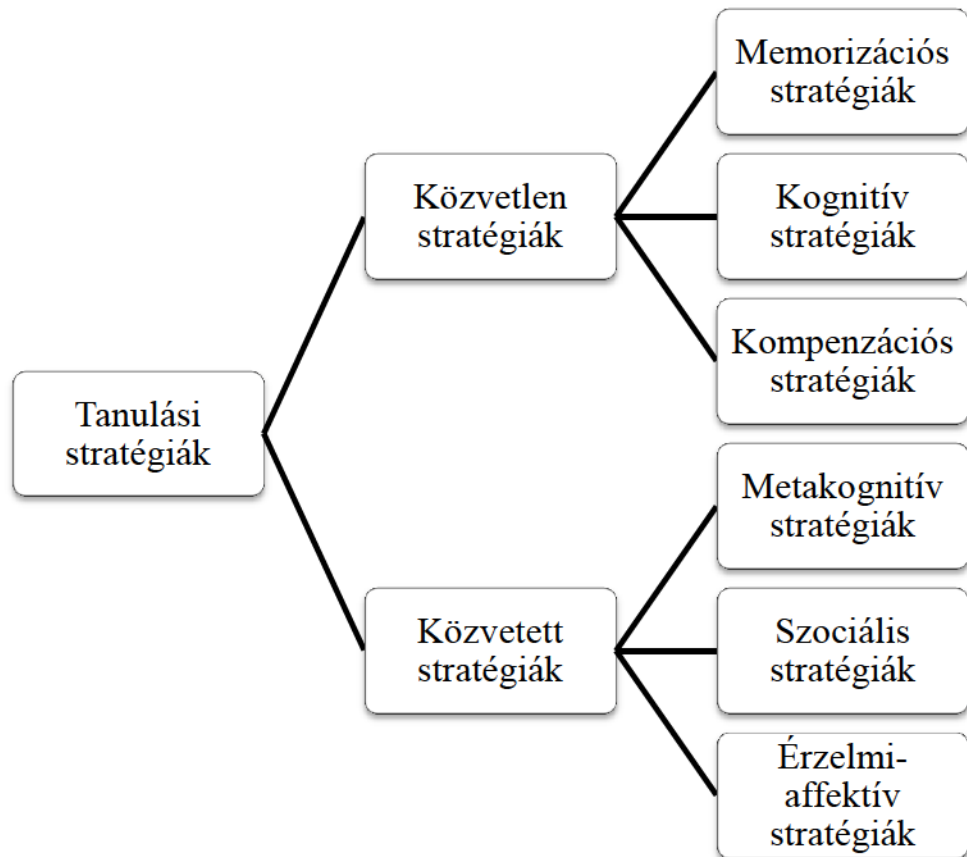 Tanulási
stratégiák
Közvetlen
stratégiák
Memorizációs
stratégiák
Kognitív
stratégiák
Kompenzációs
stratégiák
Közvetett
stratégiák
Metakognitív
stratégiák
Szociális
stratégiák
Érzelmi-
affektív
stratégiák